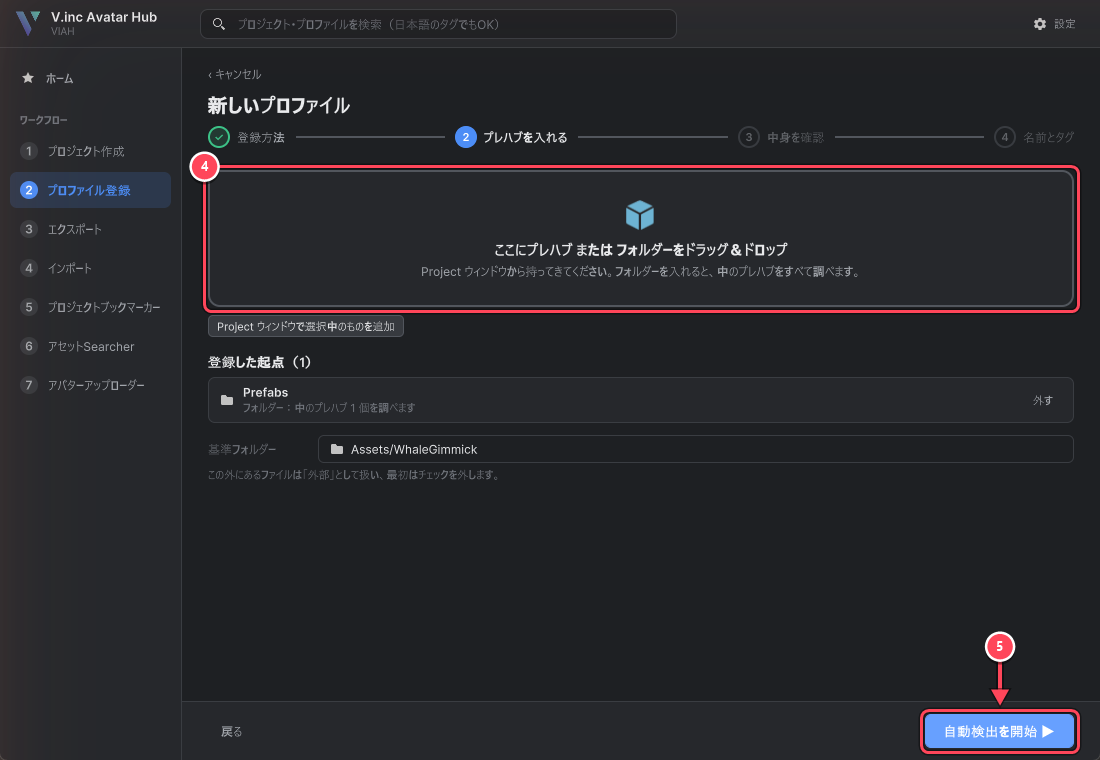 V.inc Avatar Hub
VIAH
プロジェクト・プロファイルを検索（日本語のタグでもOK）
設定
ホーム
ワークフロー
1 プロジェクト作成
2 プロファイル登録
3 エクスポート
4 インポート
5 プロジェクトブックマーカー
6 アセットSearcher
7 アバターアップローダー
‹ キャンセル
新しいプロファイル
登録方法
2 プレハブを入れる
3 中身を確認
4 名前とタグ
4
ここにプレハブ または フォルダーをドラッグ＆ドロップ
Project ウィンドウから持ってきてください。フォルダーを入れると、中のプレハブをすべて調べます。
Project ウィンドウで選択中のものを追加
登録した起点（1）
Prefabs
フォルダー：中のプレハブ 1 個を調べます
外す
基準フォルダー
Assets/WhaleGimmick
この外にあるファイルは「外部」として扱い、最初はチェックを外します。
5
戻る
自動検出を開始 ▶